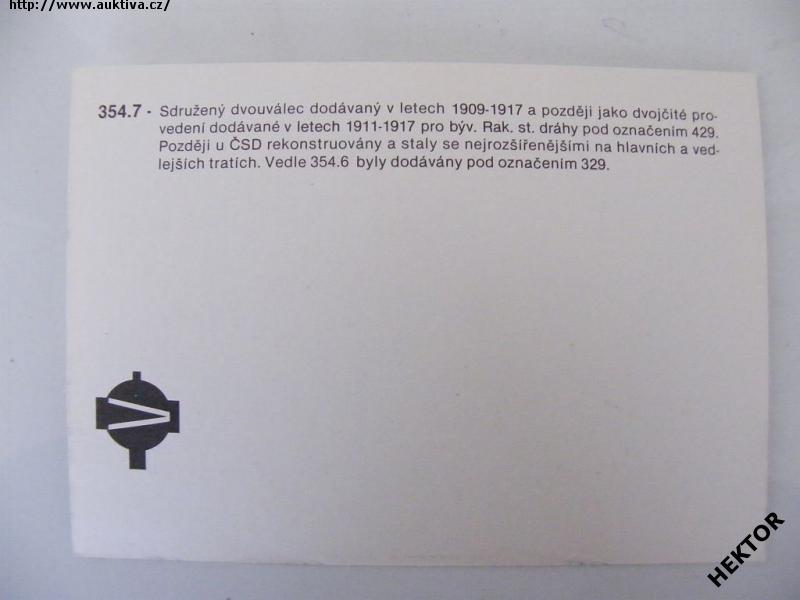 http://www.auktiva.cz/
354.7 - Sdružený dvouválec dodávaný v letech 1909-1917 a později jako dvojčité pro-
vedení dodávané v letech 1911-1917 pro býv. Rak. st. dráhy pod označením 429.
Později u ČSD rekonstruovány a staly se nejrozšířenějšími na hlavních a ved-
lejších tratích. Vedle 354.6 byly dodávány pod označením 329.
HEKTOR